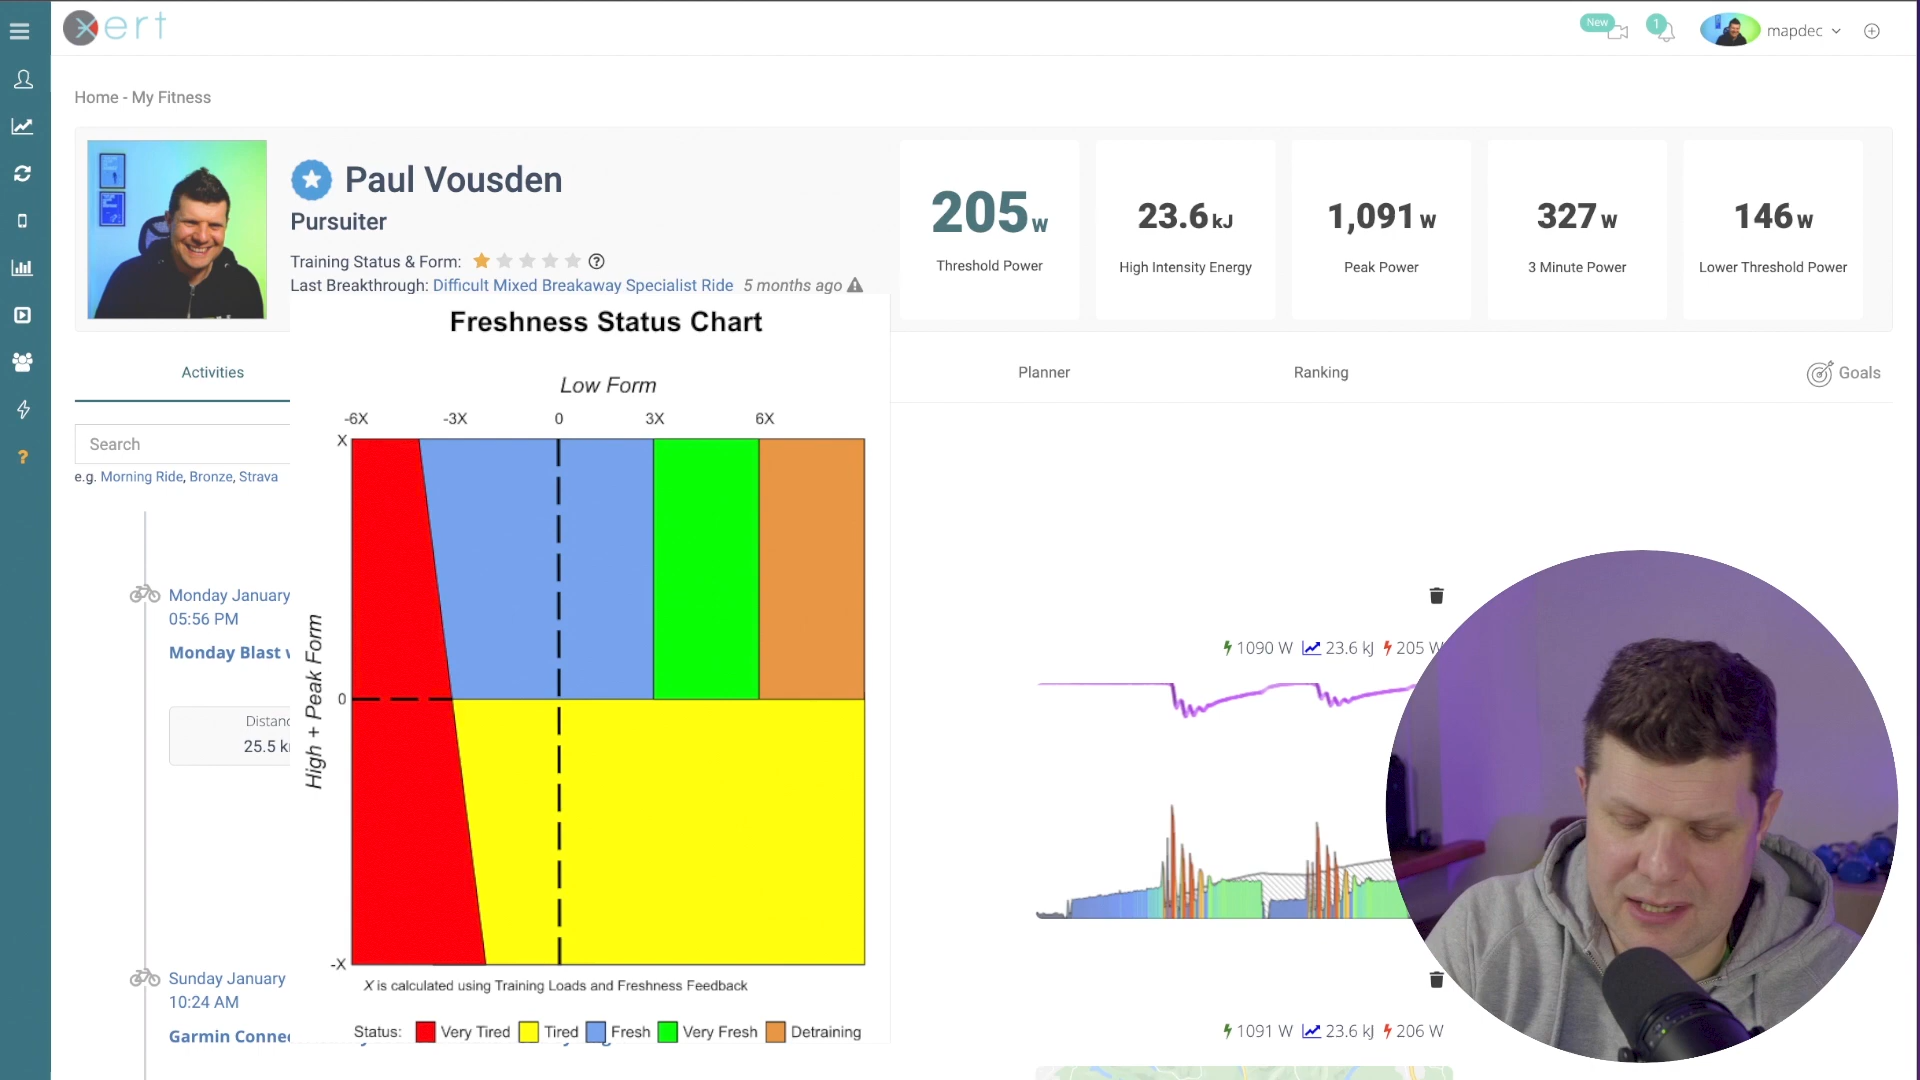 xert
New
1
mapdec
Home - My Fitness
Paul Vousden
Pursuiter
Training Status & Form:
Last Breakthrough: Difficult Mixed Breakaway Specialist Ride 5 months ago
205 W
Threshold Power
23.6 kJ
High Intensity Energy
1,091 W
Peak Power
327 W
3 Minute Power
146 W
Lower Threshold Power
Activities
Planner
Ranking
Goals
Search
e.g. Morning Ride, Bronze, Strava
Freshness Status Chart
Low Form
-6X -3X 0 3X 6X
X
0
-X
High + Peak Form
X is calculated using Training Loads and Freshness Feedback
Status: Very Tired Tired Fresh Very Fresh Detraining
Monday January
05:56 PM
Monday Blast
25.5
1090 W 23.6 kJ 205 W
Sunday January
10:24 AM
Garmin
1091 W 23.6 kJ 206 W